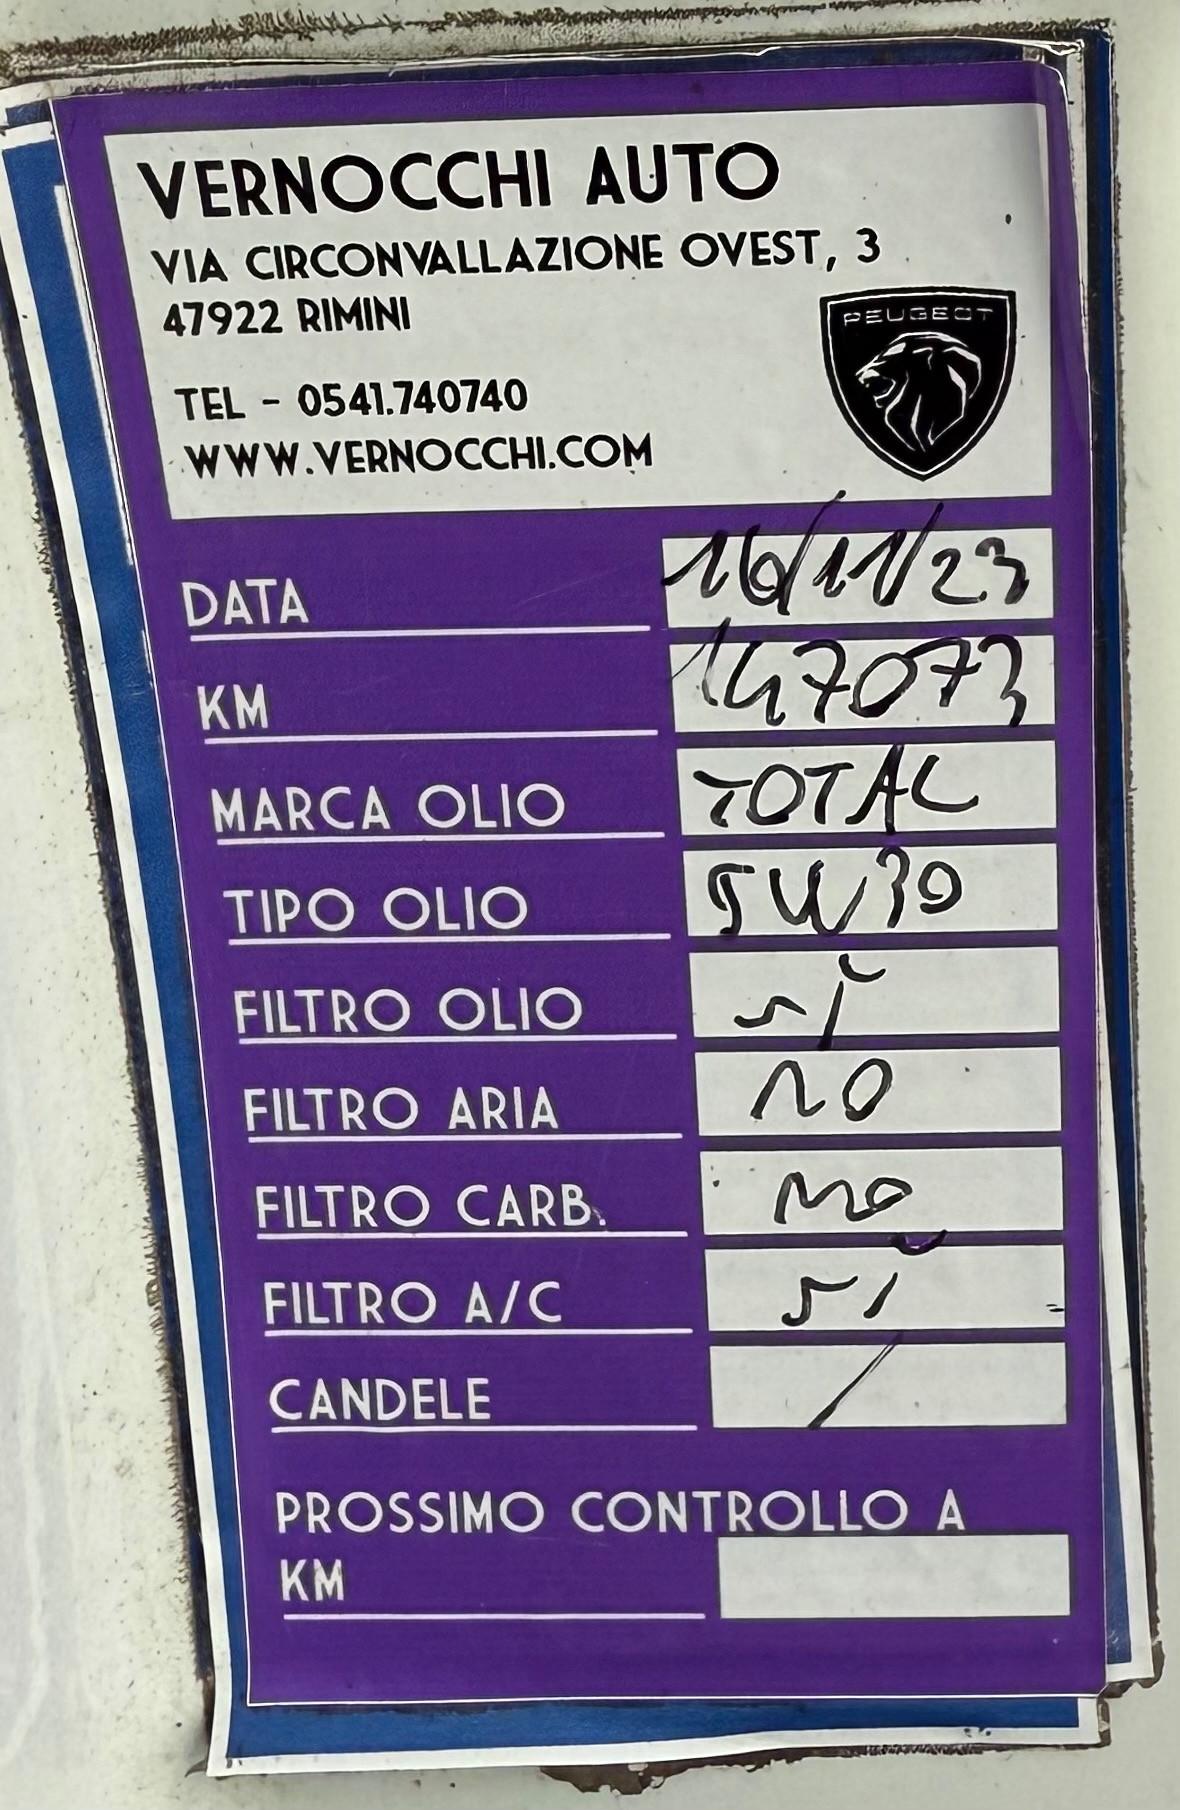 VERNOCCHI AUTO
VIA CIRCONVALLAZIONE OVEST, 3
47922 RIMINI
PEUGEOT
TEL - 0541.740740
WWW.VERNOCCHI.COM
DATA 16/11/23
KM 147073
MARCA OLIO TOTAL
TIPO OLIO 5W30
FILTRO OLIO SI
FILTRO ARIA NO
FILTRO CARB. NO
FILTRO A/C SI
CANDELE /
PROSSIMO CONTROLLO A
KM